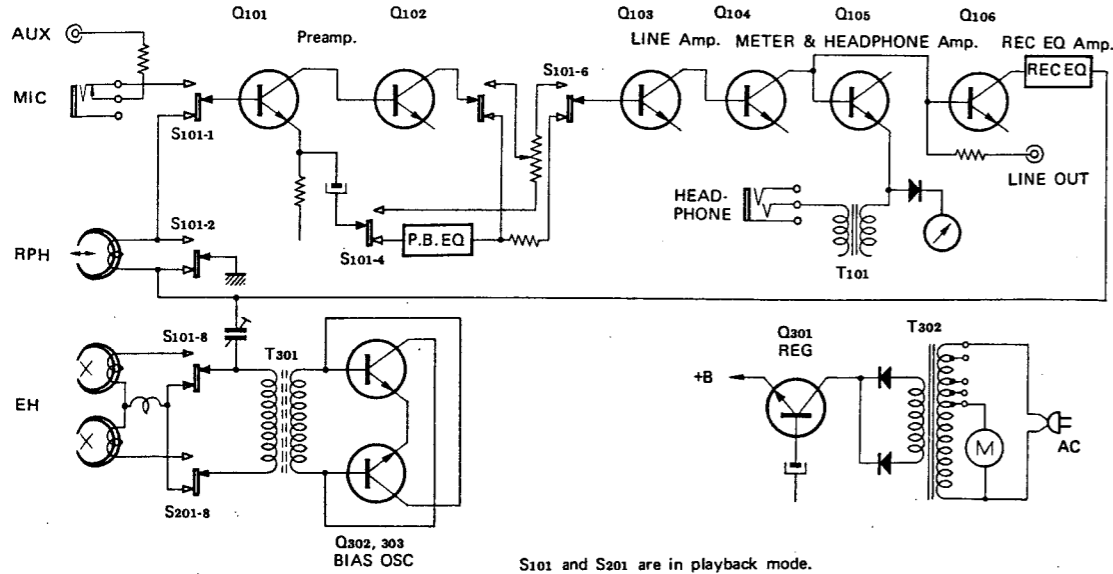 Q101 Q102 Q103 Q104 Q105 Q106
AUX Preamp. LINE Amp. METER & HEADPHONE Amp. REC EQ Amp.
MIC S101-6 REC EQ
S101-1
LINE OUT
HEAD-
PHONE
S101-2 P.B. EQ
RPH S101-4
T101
S101-8 T301 Q301 T302
REG
+B
EH
M AC
S201-8
Q302, 303
BIAS OSC
S101 and S201 are in playback mode.